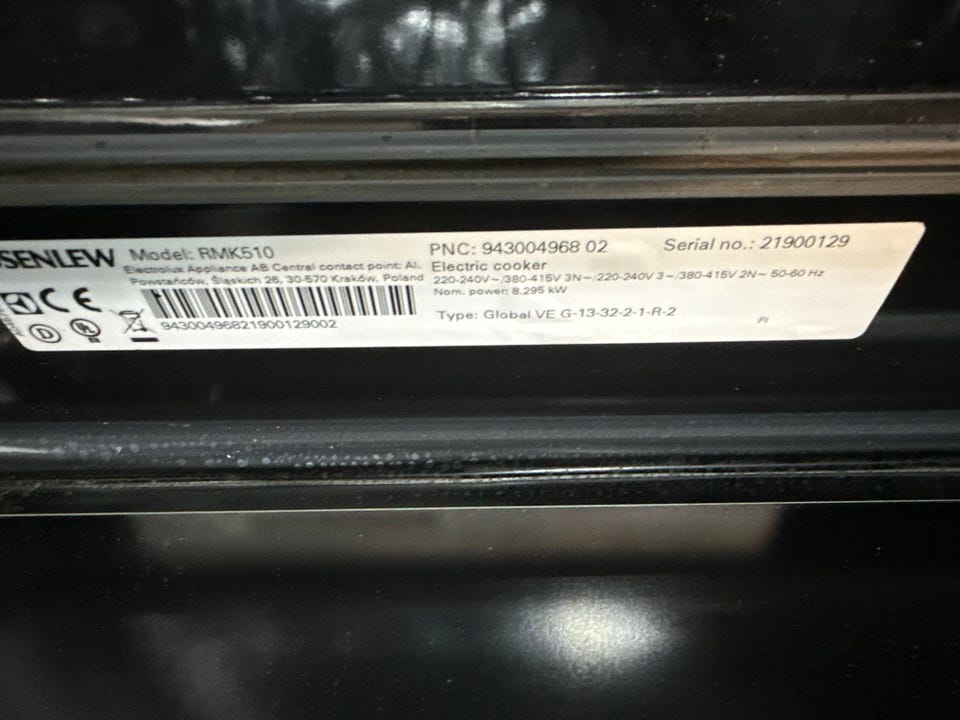 SENLEW Model: RMK510
Electrolux Appliance AB Central contact point: Al.
Powstańców, Śląskich 26, 30-570 Kraków, Poland
CE
D
94300496821900129002
PNC: 943004968 02 Serial no.: 21900129
Electric cooker
220-240V~/380-415V 3N~/220-240V 3~/380-415V 2N~ 50-60 Hz
Nom. power: 8.295 kW
Type: Global VE G-13-32-2-1-R-2 FI